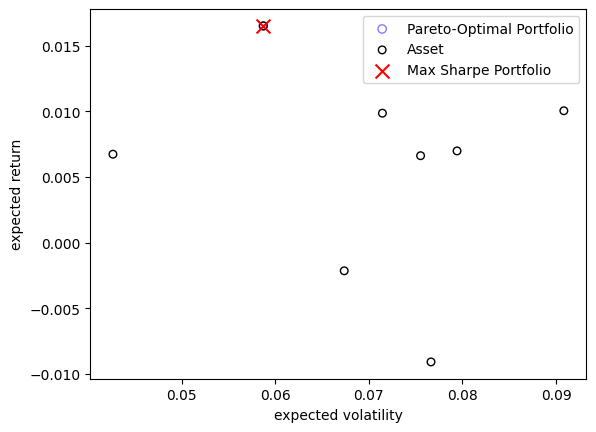 Pareto-Optimal Portfolio
Asset
Max Sharpe Portfolio
expected return
0.015
0.010
0.005
0.000
−0.005
−0.010
0.05 0.06 0.07 0.08 0.09
expected volatility